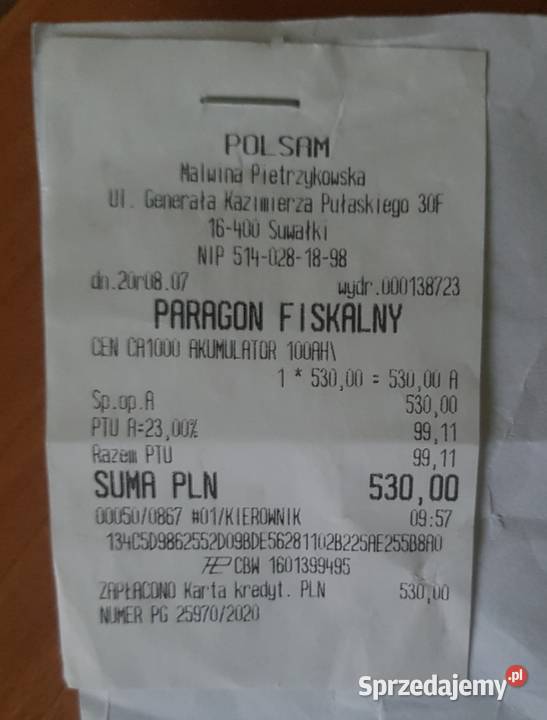 POLSAM
Malwina Pietrzykowska
Ul. Generała Kazimierza Pułaskiego 30F
16-400 Suwałki
NIP 514-028-18-98
dn.20r08.07 wydr.000138723
PARAGON FISKALNY
CEN CA1000 AKUMULATOR 100AH\
1 * 530,00 = 530,00 A
Sp.op.A 530,00
PTU A=23,00% 99,11
Razem PTU 99,11
SUMA PLN 530,00
00050/0867 #01/KIEROWNIK 09:57
134C5D9862552D09BDE56281102B225AE255B8A0
CBW 1601399495
ZAPŁACONO Karta kredyt. PLN 530,00
NUMER PG 25970/2020
Sprzedajemy.pl